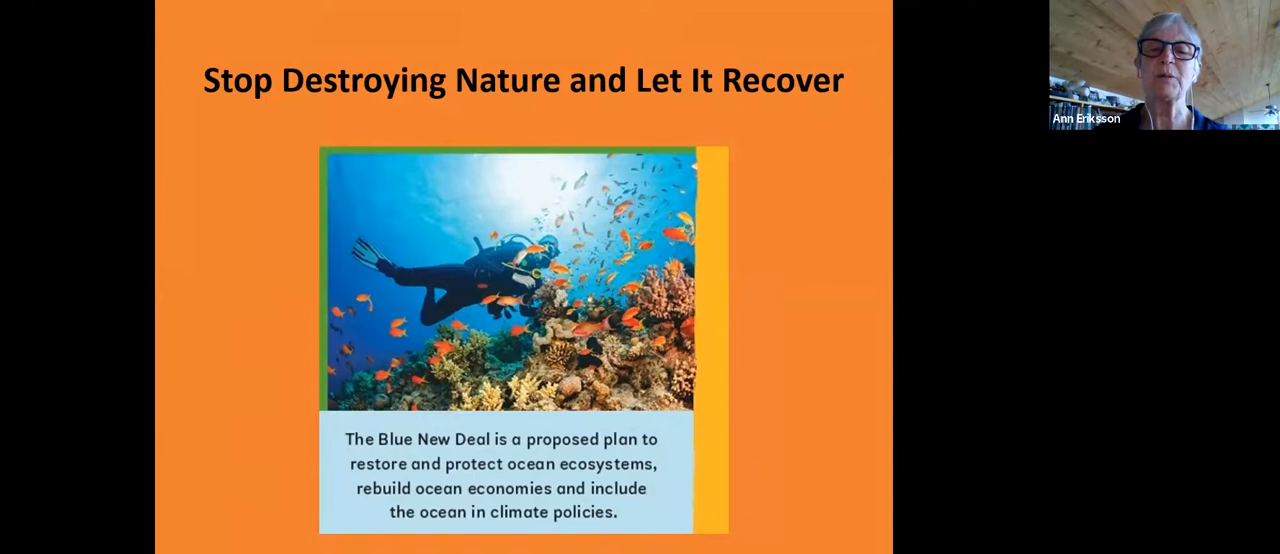 Stop Destroying Nature and Let It Recover
Ann Eriksson
The Blue New Deal is a proposed plan to
restore and protect ocean ecosystems,
rebuild ocean economies and include
the ocean in climate policies.